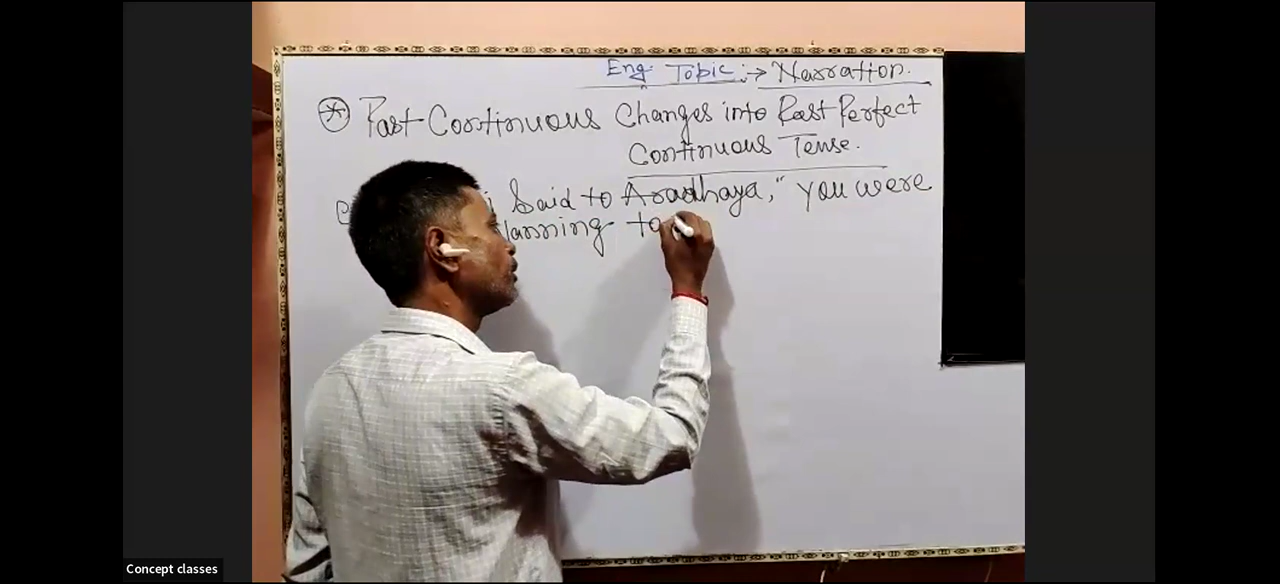 Eng. Topic :→ Narration.
* Past Continuous Changes into Past Perfect
Continuous Tense.
Said to Aradhaya, " you were
planning to
Concept classes